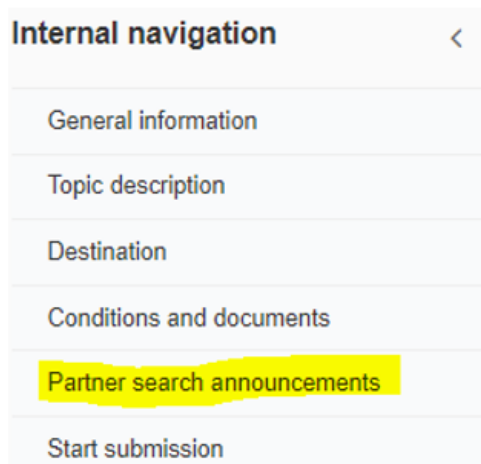 Internal navigation
General information
Topic description
Destination
Conditions and documents
Partner search announcements
Start submission